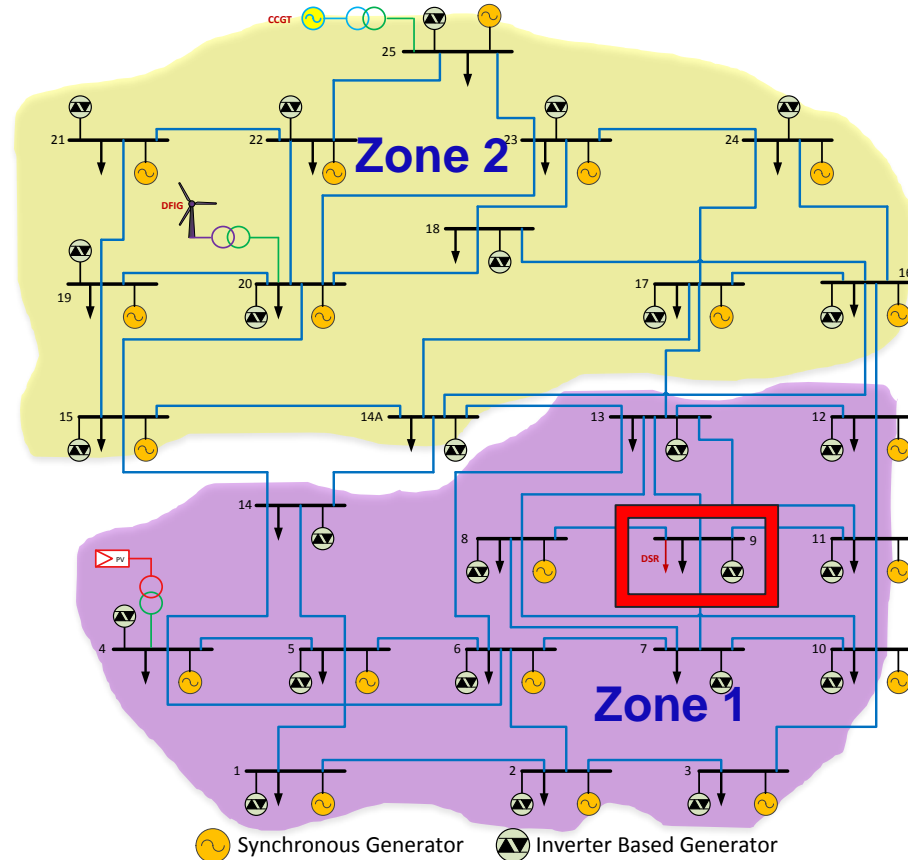 CCGT
25
21
22
Zone 2
23
24
DFIG
18
19
20
17
16
15
14A
13
12
14
8
DSR
9
11
PV
4
5
6
7
10
Zone 1
1
2
3
Synchronous Generator
Inverter Based Generator